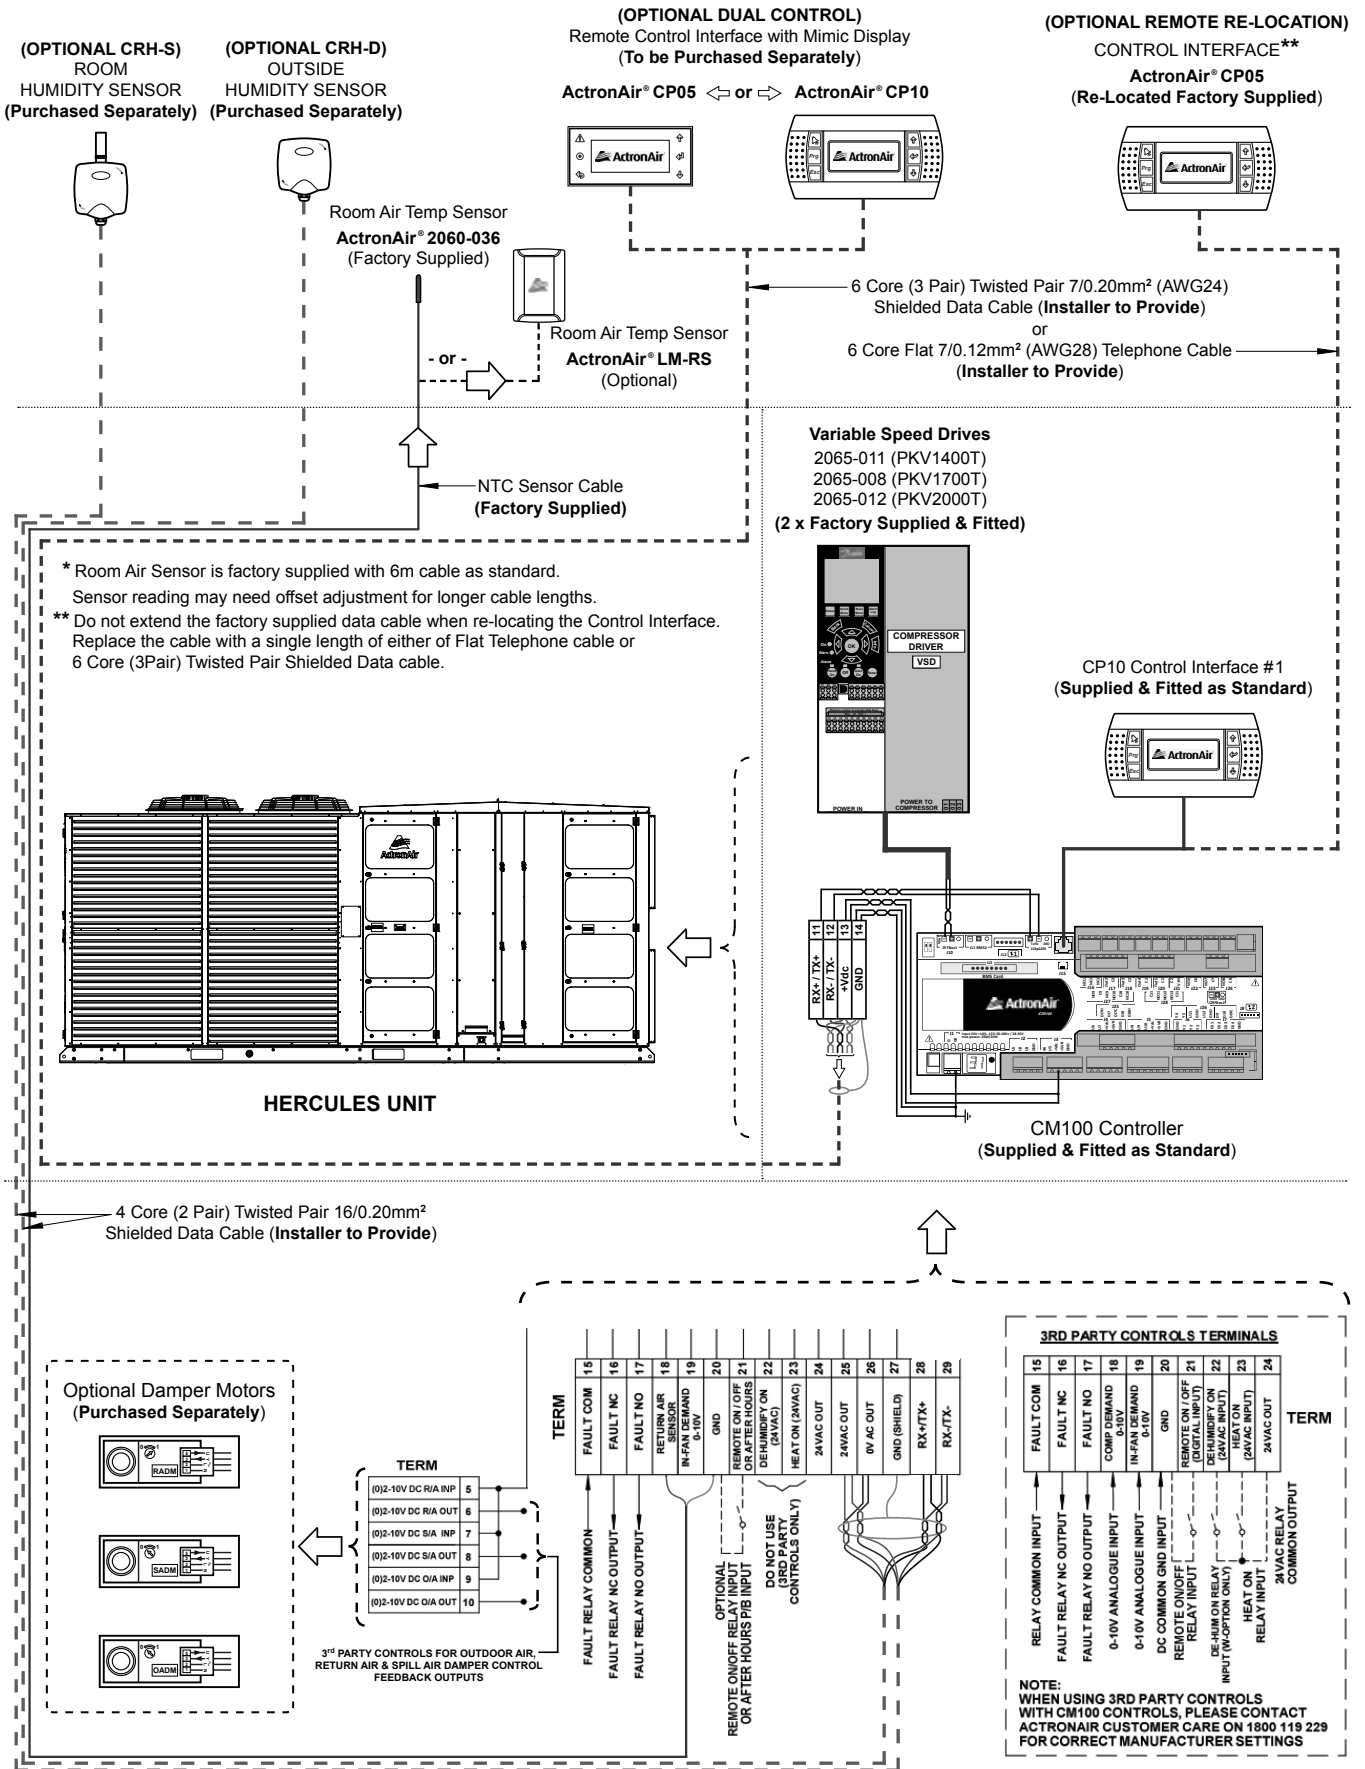 (OPTIONAL CRH-S)
ROOM
HUMIDITY SENSOR
(Purchased Separately)
(OPTIONAL CRH-D)
OUTSIDE
HUMIDITY SENSOR
(Purchased Separately)
(OPTIONAL DUAL CONTROL)
Remote Control Interface with Mimic Display
(To be Purchased Separately)
ActronAir® CP05 or ActronAir® CP10
(OPTIONAL REMOTE RE-LOCATION)
CONTROL INTERFACE**
ActronAir® CP05
(Re-Located Factory Supplied)
ActronAir
Prg
Esc
ActronAir
Prg
Esc
ActronAir
Room Air Temp Sensor
ActronAir® 2060-036
(Factory Supplied)
- or -
Room Air Temp Sensor
ActronAir® LM-RS
(Optional)
6 Core (3 Pair) Twisted Pair 7/0.20mm² (AWG24)
Shielded Data Cable (Installer to Provide)
or
6 Core Flat 7/0.12mm² (AWG28) Telephone Cable
(Installer to Provide)
NTC Sensor Cable
(Factory Supplied)
Variable Speed Drives
2065-011 (PKV1400T)
2065-008 (PKV1700T)
2065-012 (PKV2000T)
(2 x Factory Supplied & Fitted)
* Room Air Sensor is factory supplied with 6m cable as standard.
Sensor reading may need offset adjustment for longer cable lengths.
** Do not extend the factory supplied data cable when re-locating the Control Interface.
Replace the cable with a single length of either of Flat Telephone cable or
6 Core (3Pair) Twisted Pair Shielded Data cable.
COMPRESSOR
DRIVER
VSD
OK
POWER IN
POWER TO
COMPRESSOR
CP10 Control Interface #1
(Supplied & Fitted as Standard)
Prg
Esc
ActronAir
ActronAir
HERCULES UNIT
11
12
13
14
RX+ / TX+
RX- / TX-
+Vdc
GND
BMS Card
ActronAir
CM100 Controller
(Supplied & Fitted as Standard)
4 Core (2 Pair) Twisted Pair 16/0.20mm²
Shielded Data Cable (Installer to Provide)
Optional Damper Motors
(Purchased Separately)
RADM
SADM
OADM
TERM
(0)2-10V DC R/A INP 5
(0)2-10V DC R/A OUT 6
(0)2-10V DC S/A INP 7
(0)2-10V DC S/A OUT 8
(0)2-10V DC O/A INP 9
(0)2-10V DC O/A OUT 10
3rd PARTY CONTROLS FOR OUTDOOR AIR,
RETURN AIR & SPILL AIR DAMPER CONTROL
FEEDBACK OUTPUTS
TERM
15 FAULT COM
16 FAULT NC
17 FAULT NO
18 RETURN AIR
SENSOR
19 IN-FAN DEMAND
0-10V
20 GND
21 REMOTE ON / OFF
OR AFTER HOURS
22 DEHUMIDIFY ON
(24VAC)
23 HEAT ON (24VAC)
24 24VAC OUT
25 24VAC OUT
26 0V AC OUT
27 GND (SHIELD)
28 RX+/TX+
29 RX-/TX-
FAULT RELAY COMMON
FAULT RELAY NC OUTPUT
FAULT RELAY NO OUTPUT
OPTIONAL
REMOTE ON/OFF RELAY INPUT
OR AFTER HOURS P/B INPUT
DO NOT USE
(3RD PARTY
CONTROLS ONLY)
3RD PARTY CONTROLS TERMINALS
15 FAULT COM
16 FAULT NC
17 FAULT NO
18 COMP DEMAND
0-10V
19 IN-FAN DEMAND
0-10V
20 GND
21 REMOTE ON / OFF
(DIGITAL INPUT)
22 DEHUMIDIFY ON
(24VAC INPUT)
23 HEAT ON
(24VAC INPUT)
24 24VAC OUT
TERM
RELAY COMMON INPUT
FAULT RELAY NC OUTPUT
FAULT RELAY NO OUTPUT
0-10V ANALOGUE INPUT
0-10V ANALOGUE INPUT
DC COMMON GND INPUT
REMOTE ON/OFF
RELAY INPUT
DE-HUM ON RELAY
INPUT (W-OPTION ONLY)
HEAT ON
RELAY INPUT
24VAC RELAY
COMMON OUTPUT
NOTE:
WHEN USING 3RD PARTY CONTROLS
WITH CM100 CONTROLS, PLEASE CONTACT
ACTRONAIR CUSTOMER CARE ON 1800 119 229
FOR CORRECT MANUFACTURER SETTINGS